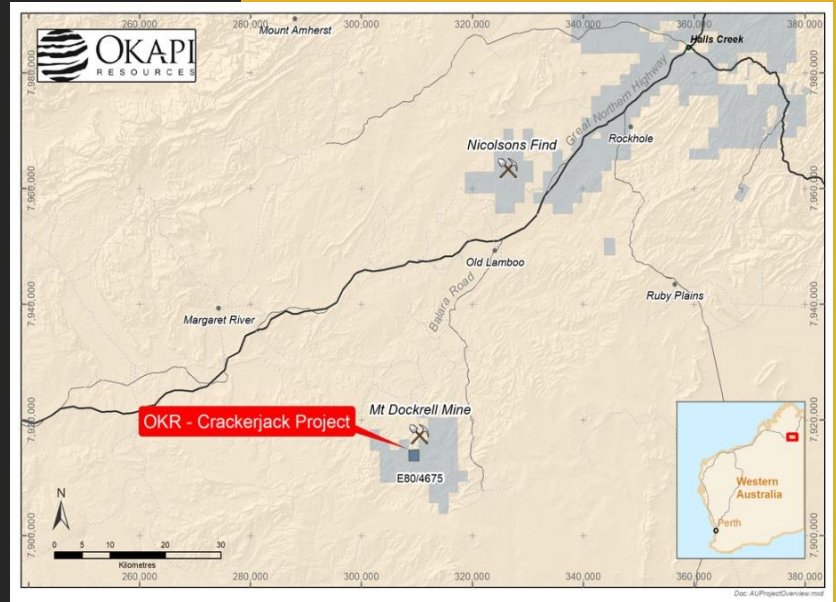 OKAPI
RESOURCES
260,000
280,000
300,000
320,000
340,000
360,000
380,000
Mount Amherst
Halls Creek
7,980,000
7,980,000
Great Northern Highway
Rockhole
Nicolsons Find
7,960,000
7,960,000
Old Lamboo
Balara Road
Ruby Plains
7,940,000
7,940,000
Margaret River
Mt Dockrell Mine
OKR - Crackerjack Project
7,920,000
7,920,000
E80/4675
Western
Australia
Perth
N
0 5 10 20 30
Kilometres
7,900,000
7,900,000
260,000
280,000
300,000
320,000
340,000
360,000
380,000
Doc: AUProjectOverview.mxd